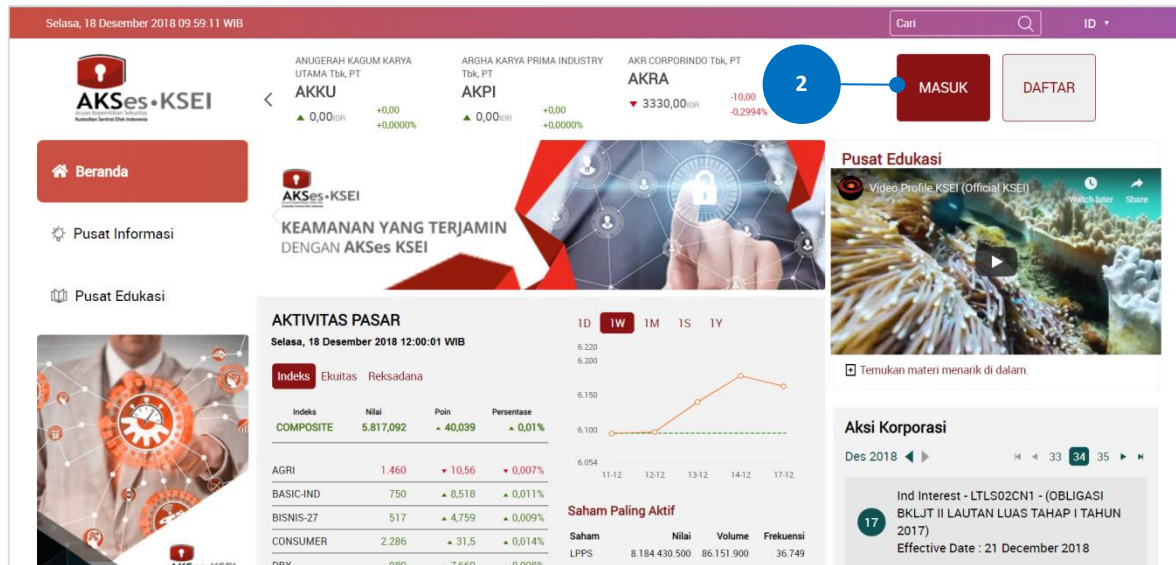 Selasa, 18 Desember 2018 09:59:11 WIB
Cari
ID
AKSes•KSEI
Acuan Kepemilikan Sekuritas
Kustodian Sentral Efek Indonesia
ANUGERAH KAGUM KARYA
UTAMA Tbk, PT
AKKU
+0,00
▲ 0,00IDR
+0,0000%
ARGHA KARYA PRIMA INDUSTRY
Tbk, PT
AKPI
+0,00
▲ 0,00IDR
+0,0000%
AKR CORPORINDO Tbk, PT
AKRA
-10,00
▼ 3330,00IDR
-0,2994%
2
MASUK
DAFTAR
Beranda
Pusat Informasi
Pusat Edukasi
AKSes•KSEI
KEAMANAN YANG TERJAMIN
DENGAN AKSes KSEI
Pusat Edukasi
Video Profile KSEI (Official KSEI)
Watch later
Share
Temukan materi menarik di dalam.
AKTIVITAS PASAR
Selasa, 18 Desember 2018 12:00:01 WIB
Indeks Ekuitas Reksadana
Indeks Nilai Poin Persentase
COMPOSITE 5.817,092 ▲ 40,039 ▲ 0,01%
AGRI 1.460 ▼ 10,56 ▼ 0,007%
BASIC-IND 750 ▲ 8,518 ▲ 0,011%
BISNIS-27 517 ▲ 4,759 ▲ 0,009%
CONSUMER 2.286 ▲ 31,5 ▲ 0,014%
1D 1W 1M 1S 1Y
6.220
6.200
6.150
6.100
6.054
11-12 12-12 13-12 14-12 17-12
Saham Paling Aktif
Saham Nilai Volume Frekuensi
LPPS 8.184.430.500 86.151.900 36.749
Aksi Korporasi
Des 2018
33 34 35
17
Ind Interest - LTLS02CN1 - (OBLIGASI
BKLJT II LAUTAN LUAS TAHAP I TAHUN
2017)
Effective Date : 21 December 2018